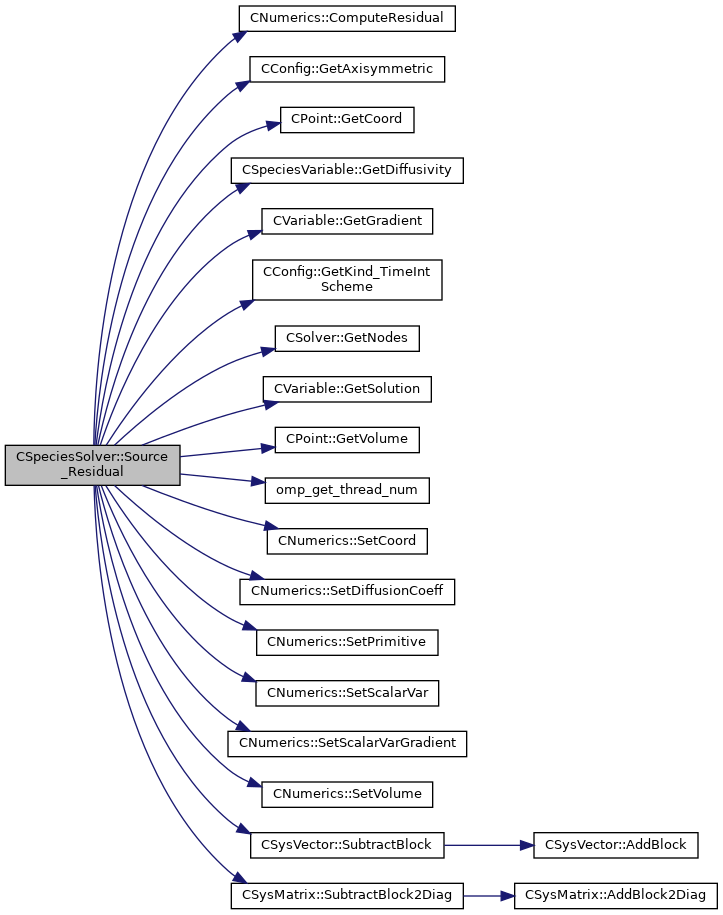 CNumerics::ComputeResidual
CConfig::GetAxisymmetric
CPoint::GetCoord
CSpeciesVariable::GetDiffusivity
CVariable::GetGradient
CConfig::GetKind_TimeInt
Scheme
CSolver::GetNodes
CVariable::GetSolution
CPoint::GetVolume
CSpeciesSolver::Source
_Residual
omp_get_thread_num
CNumerics::SetCoord
CNumerics::SetDiffusionCoeff
CNumerics::SetPrimitive
CNumerics::SetScalarVar
CNumerics::SetScalarVarGradient
CNumerics::SetVolume
CSysVector::SubtractBlock
CSysVector::AddBlock
CSysMatrix::SubtractBlock2Diag
CSysMatrix::AddBlock2Diag